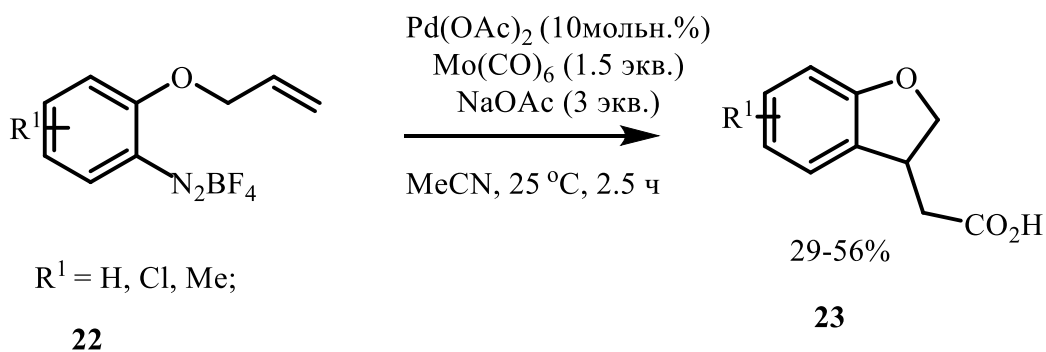 Pd(OAc)2 (10мольн.%)
Mo(CO)6 (1.5 экв.)
NaOAc (3 экв.)
MeCN, 25 oC, 2.5 ч
R1
O
N2BF4
R1 = H, Cl, Me;
22
R1
O
CO2H
29-56%
23